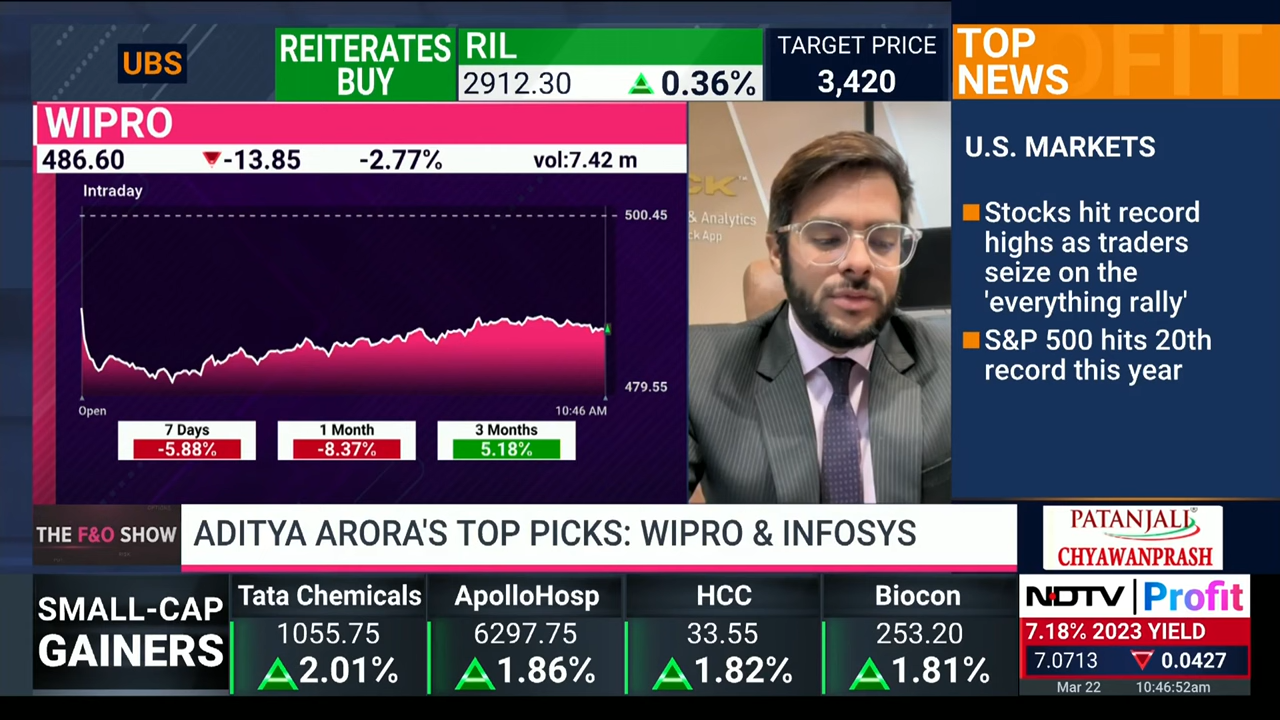 UBS
REITERATES
BUY
RIL
2912.30 0.36%
TARGET PRICE
3,420
TOP
NEWS
WIPRO
486.60 -13.85 -2.77% vol:7.42 m
Intraday
500.45
479.55
Open 10:46 AM
7 Days
-5.88%
1 Month
-8.37%
3 Months
5.18%
CK™
& Analytics
ck App
U.S. MARKETS
Stocks hit record
highs as traders
seize on the
'everything rally'
S&P 500 hits 20th
record this year
THE F&O SHOW
ADITYA ARORA'S TOP PICKS: WIPRO & INFOSYS
PATANJALI
CHYAWANPRASH
SMALL-CAP
GAINERS
Tata Chemicals
1055.75
2.01%
ApolloHosp
6297.75
1.86%
HCC
33.55
1.82%
Biocon
253.20
1.81%
NDTV Profit
7.18% 2023 YIELD
7.0713 0.0427
Mar 22 10:46:52am